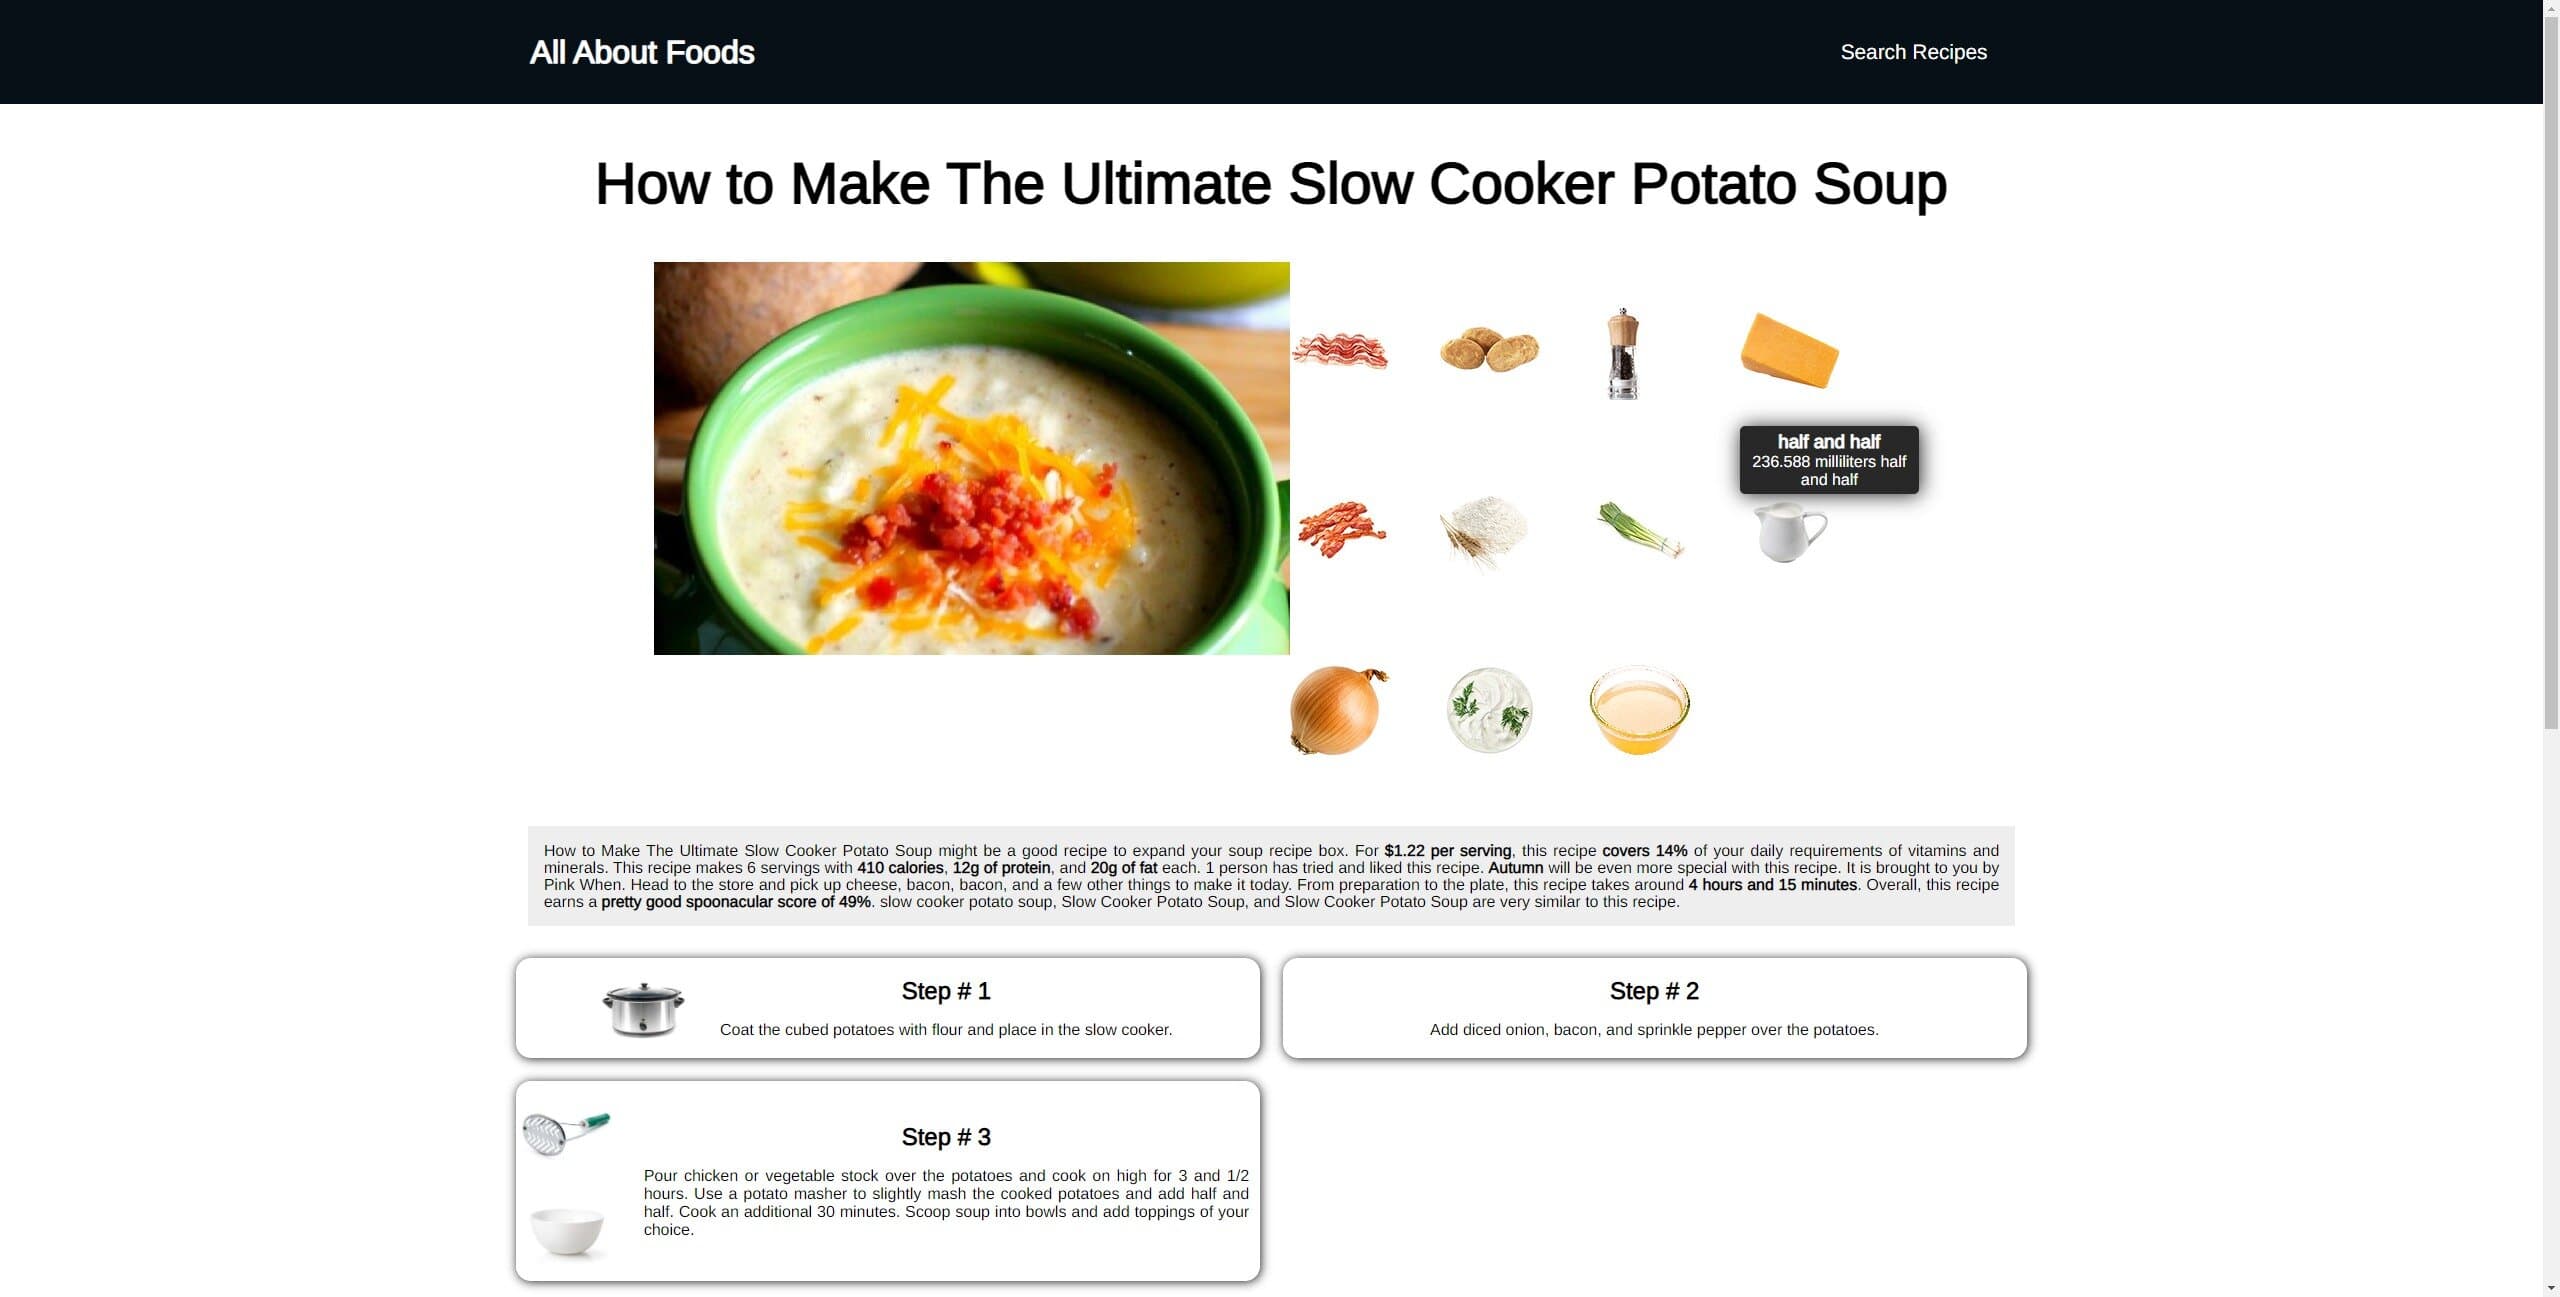 All About Foods
Search Recipes
How to Make The Ultimate Slow Cooker Potato Soup
half and half
236.588 milliliters half
and half
How to Make The Ultimate Slow Cooker Potato Soup might be a good recipe to expand your soup recipe box. For $1.22 per serving, this recipe covers 14% of your daily requirements of vitamins and
minerals. This recipe makes 6 servings with 410 calories, 12g of protein, and 20g of fat each. 1 person has tried and liked this recipe. Autumn will be even more special with this recipe. It is brought to you by
Pink When. Head to the store and pick up cheese, bacon, bacon, and a few other things to make it today. From preparation to the plate, this recipe takes around 4 hours and 15 minutes. Overall, this recipe
earns a pretty good spoonacular score of 49%. slow cooker potato soup, Slow Cooker Potato Soup, and Slow Cooker Potato Soup are very similar to this recipe.
Step # 1
Coat the cubed potatoes with flour and place in the slow cooker.
Step # 2
Add diced onion, bacon, and sprinkle pepper over the potatoes.
Step # 3
Pour chicken or vegetable stock over the potatoes and cook on high for 3 and 1/2
hours. Use a potato masher to slightly mash the cooked potatoes and add half and
half. Cook an additional 30 minutes. Scoop soup into bowls and add toppings of your
choice.